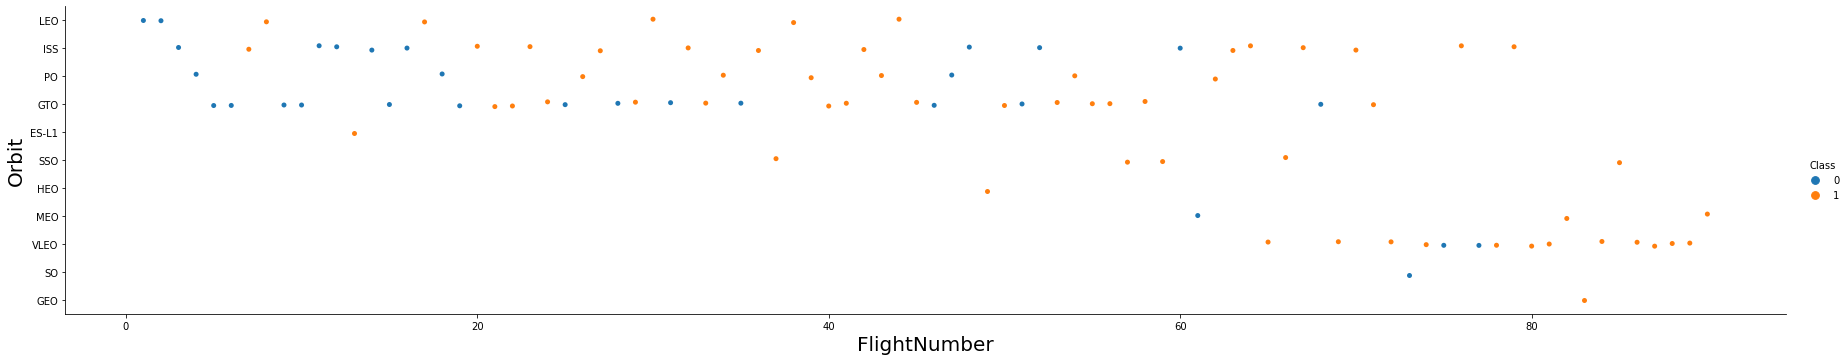 LEO
ISS
PO
GTO
ES-L1
SSO
HEO
MEO
VLEO
SO
GEO
Orbit
0 20 40 60 80
FlightNumber
Class
0
1